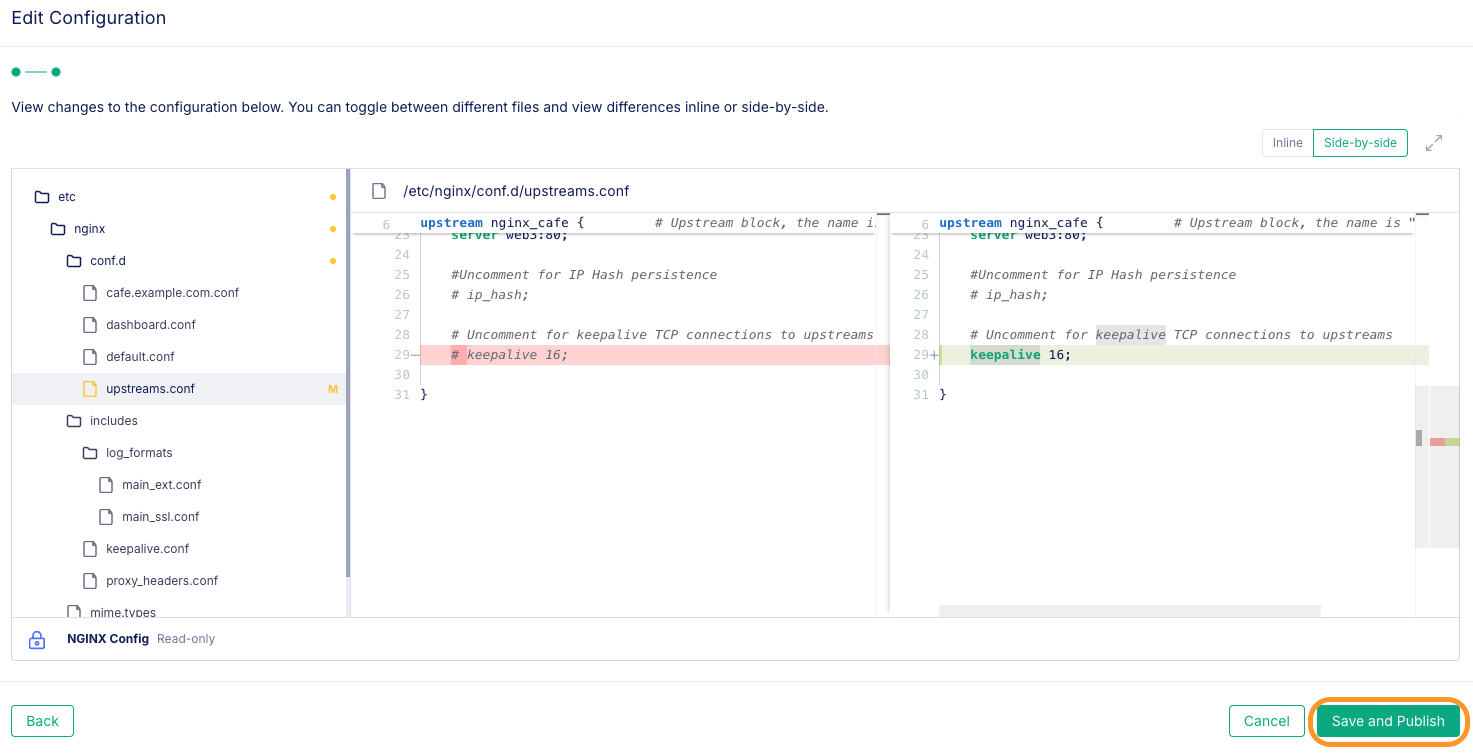 Edit Configuration
View changes to the configuration below. You can toggle between different files and view differences inline or side-by-side.
Inline Side-by-side
etc
nginx
conf.d
cafe.example.com.conf
dashboard.conf
default.conf
upstreams.conf M
includes
log_formats
main_ext.conf
main_ssl.conf
keepalive.conf
proxy_headers.conf
mime.types
/etc/nginx/conf.d/upstreams.conf
6 upstream nginx_cafe { # Upstream block, the name i
23 server web3:80;
24
25 #Uncomment for IP Hash persistence
26 # ip_hash;
27
28 # Uncomment for keepalive TCP connections to upstreams
29— # keepalive 16;
30
31 }
6 upstream nginx_cafe { # Upstream block, the name is "
23 server web3:80;
24
25 #Uncomment for IP Hash persistence
26 # ip_hash;
27
28 # Uncomment for keepalive TCP connections to upstreams
29+ keepalive 16;
30
31 }
NGINX Config Read-only
Back Cancel Save and Publish